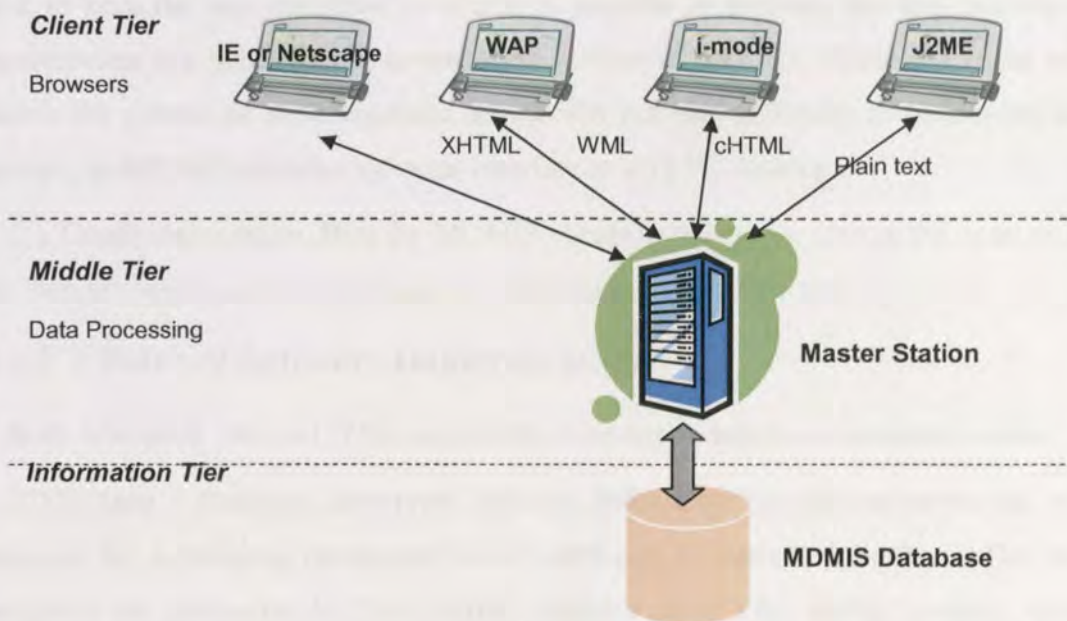 Client Tier
IE or Netscape
WAP
i-mode
J2ME
Browsers
XHTML
WML
cHTML
Plain text
Middle Tier
Data Processing
Master Station
Information Tier
MDMIS Database